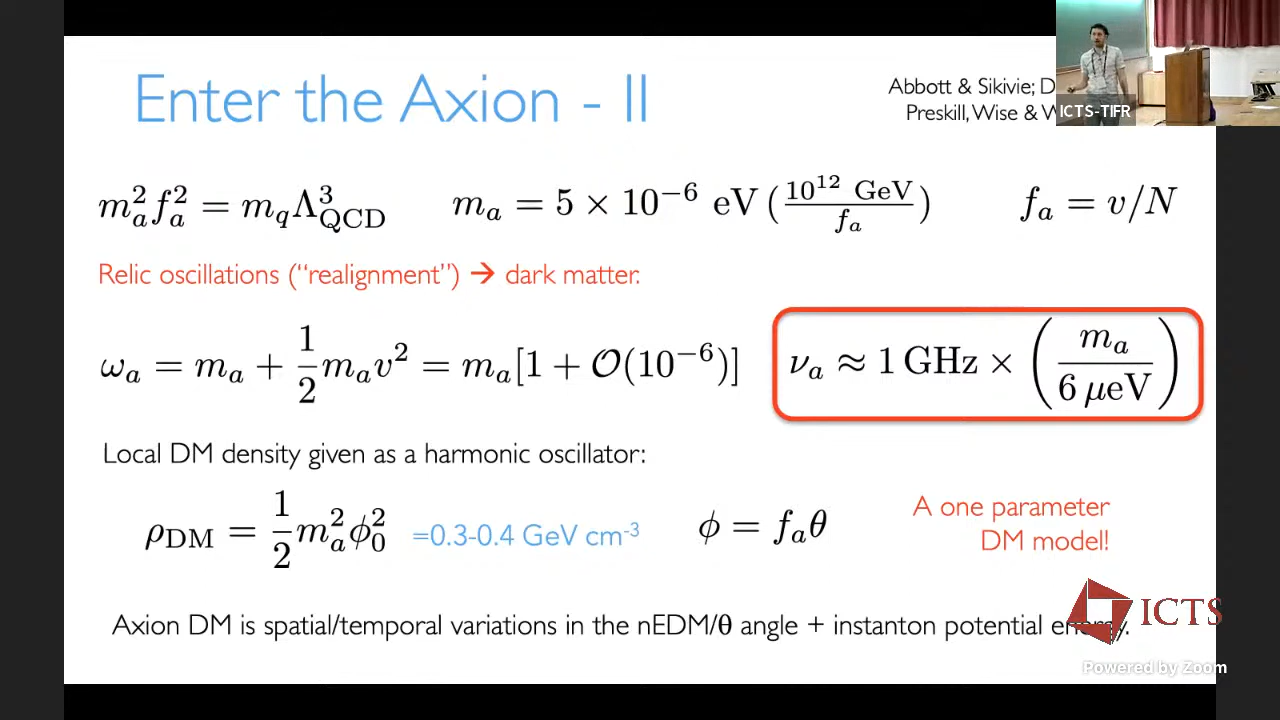 Enter the Axion - II
Abbott & Sikivie;
Preskill, Wise &
ICTS-TIFR
m_a^2 f_a^2 = m_q Λ_QCD^3
m_a = 5 × 10^−6 eV (10^12 GeV / f_a)
f_a = v/N
Relic oscillations (“realignment”) → dark matter.
ω_a = m_a + 1/2 m_a v^2 = m_a[1 + 𝒪(10^−6)]
ν_a ≈ 1 GHz × (m_a / 6 μeV)
Local DM density given as a harmonic oscillator:
ρ_DM = 1/2 m_a^2 φ_0^2 =0.3-0.4 GeV cm^-3
ϕ = f_a θ
A one parameter
DM model!
Axion DM is spatial/temporal variations in the nEDM/θ angle + instanton potential energy.
ICTS
Powered by Zoom